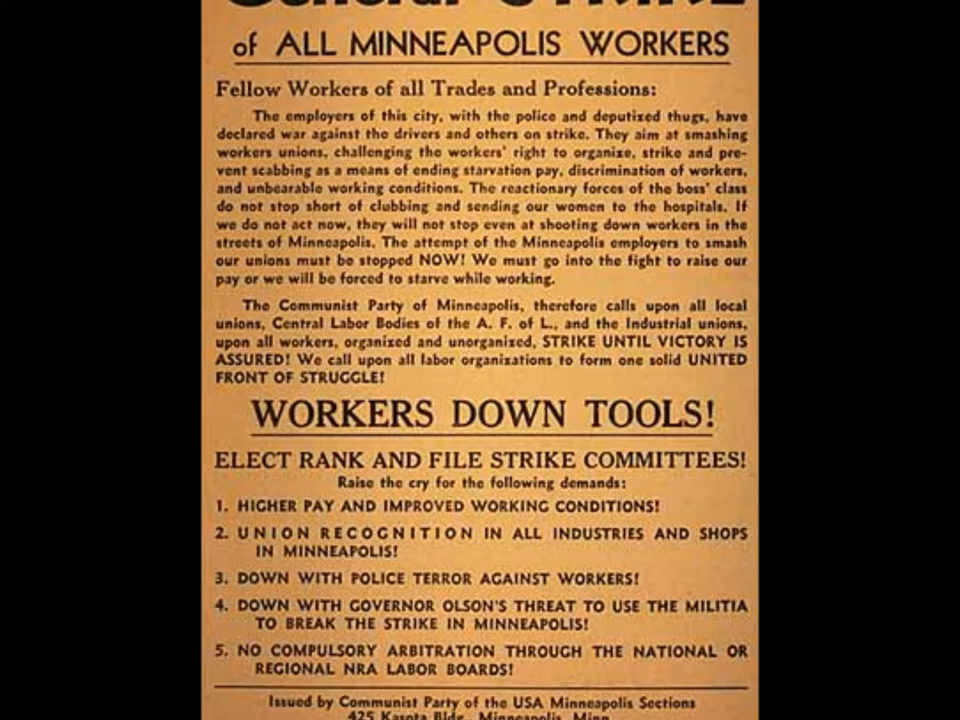 General STRIKE
of ALL MINNEAPOLIS WORKERS
Fellow Workers of all Trades and Professions:
The employers of this city, with the police and deputized thugs, have
declared war against the drivers and others on strike. They aim at smashing
workers unions, challenging the workers' right to organize, strike and pre-
vent scabbing as a means of ending starvation pay, discrimination of workers,
and unbearable working conditions. The reactionary forces of the boss' class
do not stop short of clubbing and sending our women to the hospitals. If
we do not act now, they will not stop even at shooting down workers in the
streets of Minneapolis. The attempt of the Minneapolis employers to smash
our unions must be stopped NOW! We must go into the fight to raise our
pay or we will be forced to starve while working.
The Communist Party of Minneapolis, therefore calls upon all local
unions, Central Labor Bodies of the A. F. of L., and the Industrial unions,
upon all workers, organized and unorganized, STRIKE UNTIL VICTORY IS
ASSURED! We call upon all labor organizations to form one solid UNITED
FRONT OF STRUGGLE!
WORKERS DOWN TOOLS!
ELECT RANK AND FILE STRIKE COMMITTEES!
Raise the cry for the following demands:
1. HIGHER PAY AND IMPROVED WORKING CONDITIONS!
2. UNION RECOGNITION IN ALL INDUSTRIES AND SHOPS
IN MINNEAPOLIS!
3. DOWN WITH POLICE TERROR AGAINST WORKERS!
4. DOWN WITH GOVERNOR OLSON'S THREAT TO USE THE MILITIA
TO BREAK THE STRIKE IN MINNEAPOLIS!
5. NO COMPULSORY ARBITRATION THROUGH THE NATIONAL OR
REGIONAL NRA LABOR BOARDS!
Issued by Communist Party of the USA Minneapolis Sections
425 Kasota Bldg., Minneapolis, Minn.